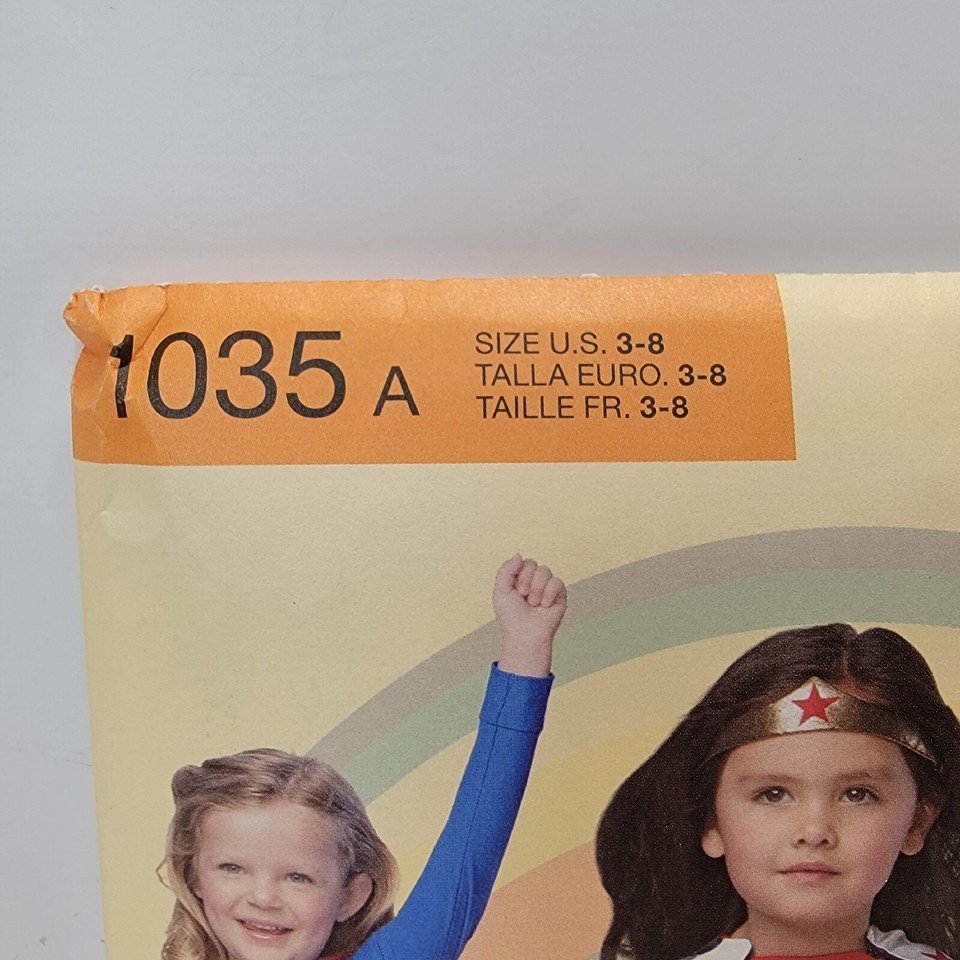 1035 A
SIZE U.S. 3-8
TALLA EURO. 3-8
TAILLE FR. 3-8